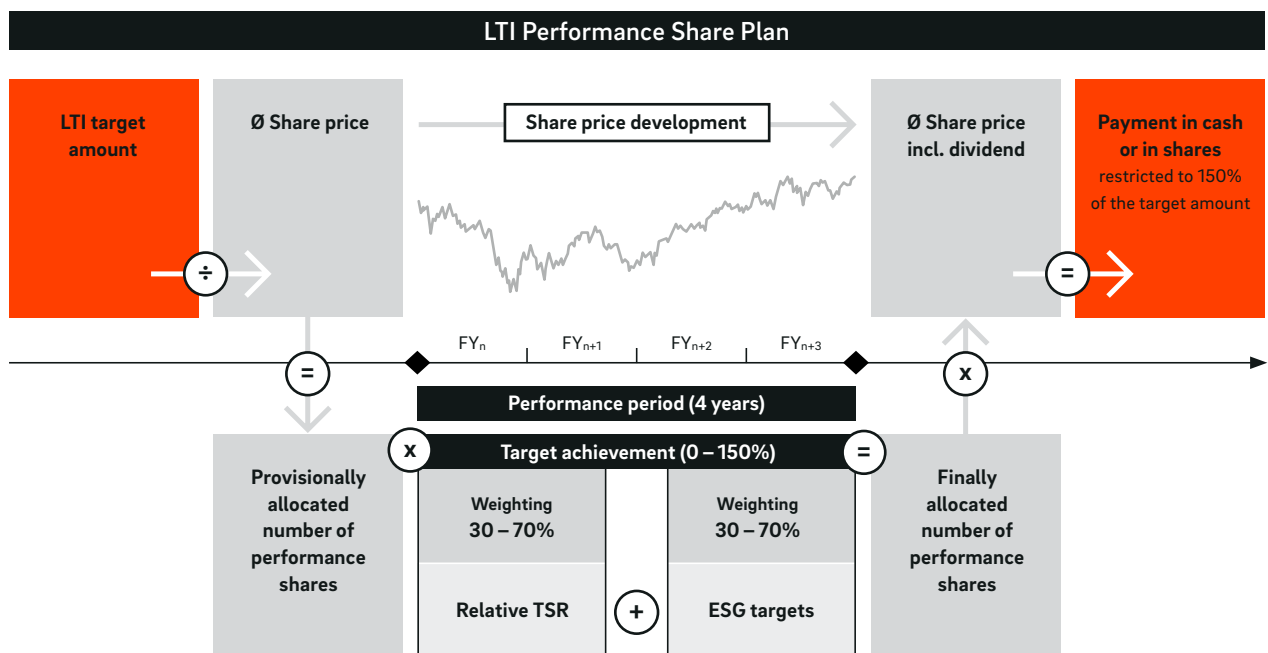 LTI Performance Share Plan
LTI target
amount
Ø Share price
Share price development
Ø Share price
incl. dividend
Payment in cash
or in shares
restricted to 150%
of the target amount
÷
=
FYn
FYn+1
FYn+2
FYn+3
=
x
Performance period (4 years)
x
Target achievement (0 – 150%)
=
Provisionally
allocated
number of
performance
shares
Weighting
30 – 70%
Weighting
30 – 70%
Relative TSR
+
ESG targets
Finally
allocated
number of
performance
shares